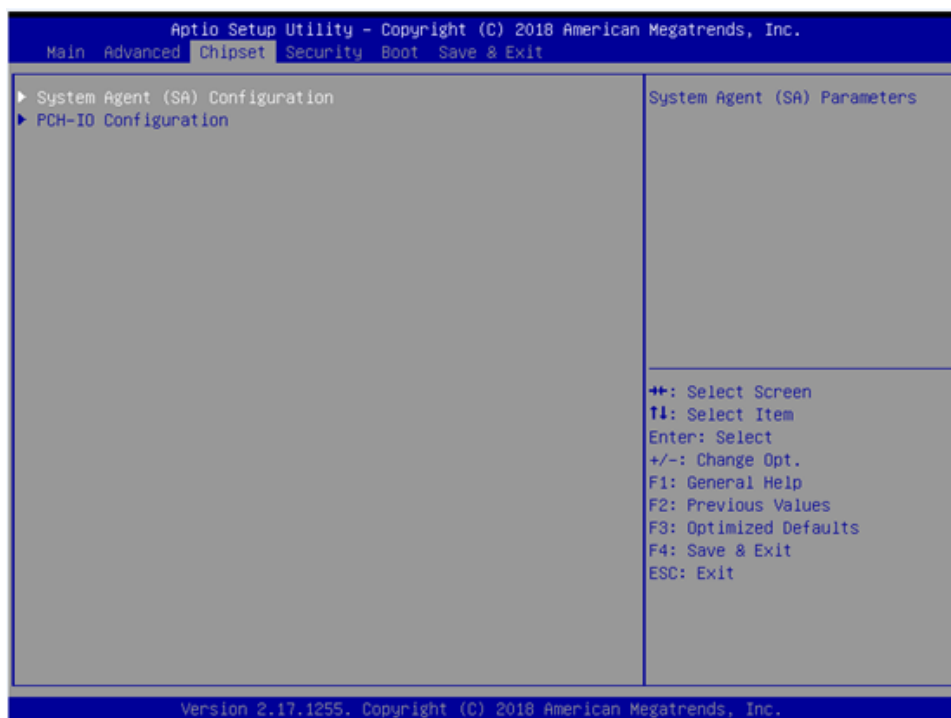 Aptio Setup Utility – Copyright (C) 2018 American Megatrends, Inc.
Main Advanced Chipset Security Boot Save & Exit
System Agent (SA) Configuration
PCH-IO Configuration
System Agent (SA) Parameters
→←: Select Screen
↑↓: Select Item
Enter: Select
+/-: Change Opt.
F1: General Help
F2: Previous Values
F3: Optimized Defaults
F4: Save & Exit
ESC: Exit
Version 2.17.1255. Copyright (C) 2018 American Megatrends, Inc.